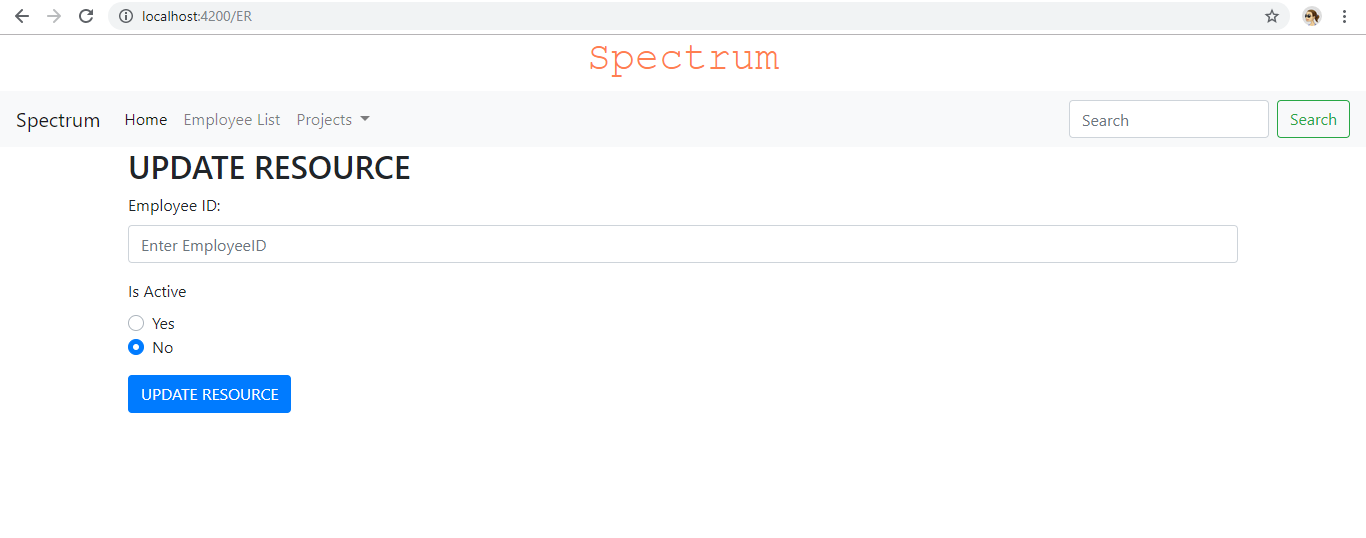 localhost:4200/ER
Spectrum
Spectrum Home Employee List Projects Search Search
UPDATE RESOURCE
Employee ID:
Enter EmployeeID
Is Active
Yes
No
UPDATE RESOURCE